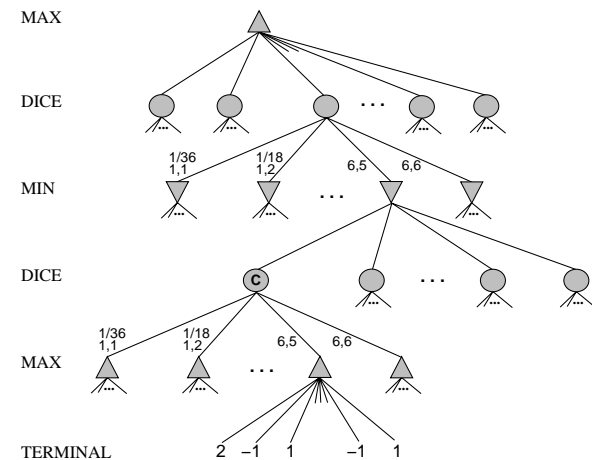 MAX
DICE
. . .
... ... ... ... ...
1/36 1/18 6,5 6,6
1,1 1,2
MIN
. . .
... ... ...
DICE C . . .
... ... ... ...
1/36 1/18 6,5 6,6
1,1 1,2
MAX . . .
... ... ...
TERMINAL 2 –1 1 –1 1